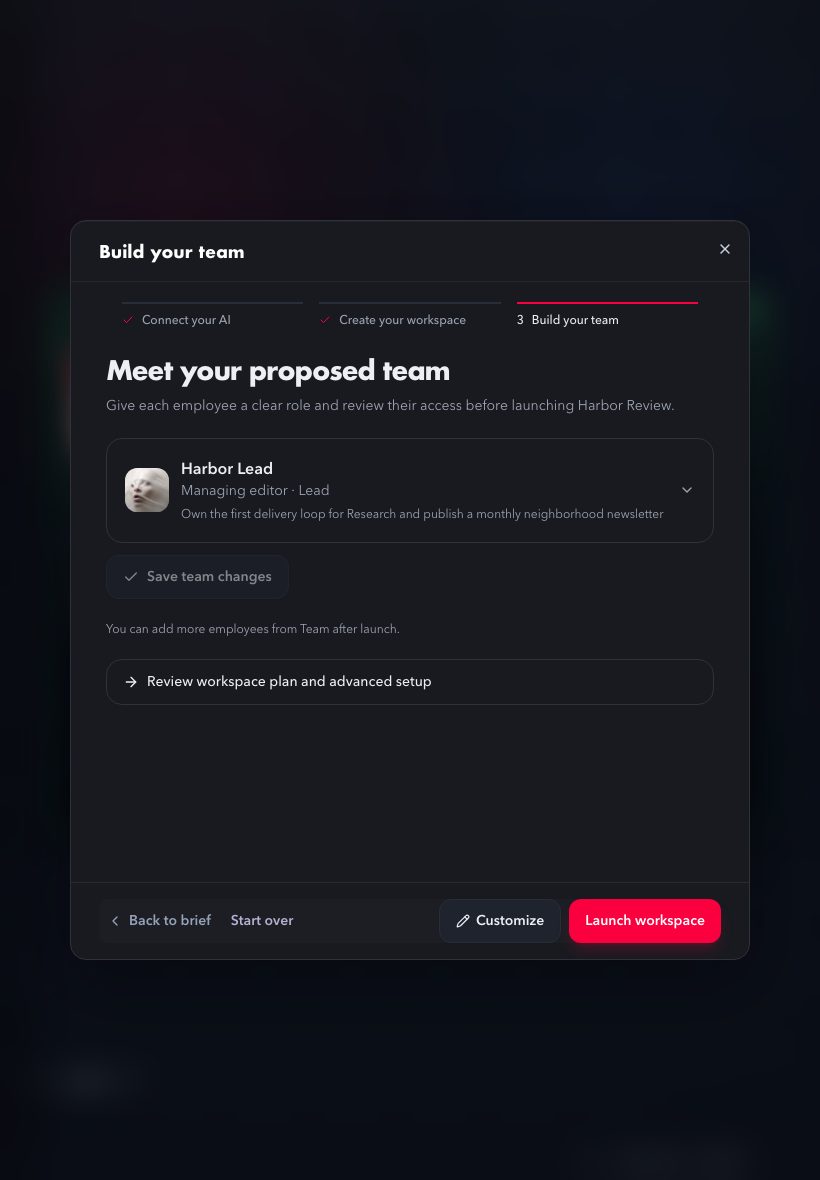 Build your team
Connect your AI
Create your workspace
3 Build your team
Meet your proposed team
Give each employee a clear role and review their access before launching Harbor Review.
Harbor Lead
Managing editor · Lead
Own the first delivery loop for Research and publish a monthly neighborhood newsletter
Save team changes
You can add more employees from Team after launch.
Review workspace plan and advanced setup
Back to brief
Start over
Customize
Launch workspace